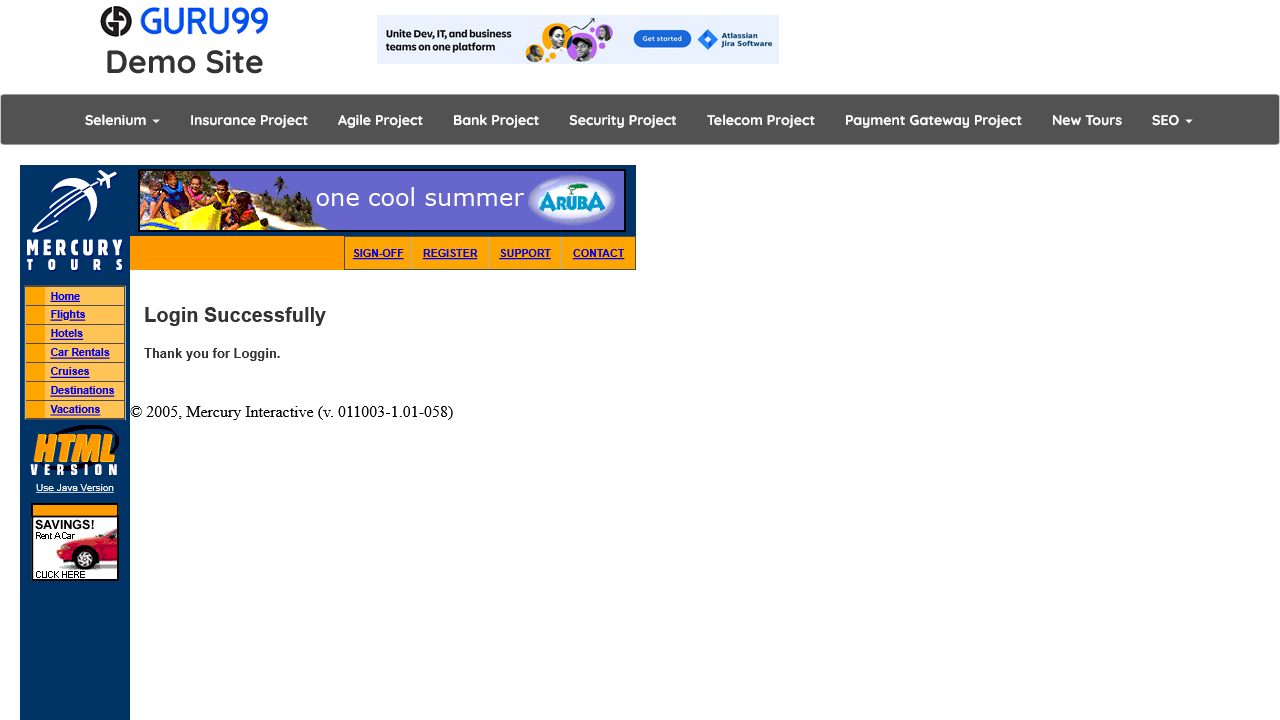 GURU99
Demo Site
Unite Dev, IT, and business
teams on one platform
Get started
Atlassian
Jira Software
Selenium
Insurance Project
Agile Project
Bank Project
Security Project
Telecom Project
Payment Gateway Project
New Tours
SEO
MERCURY
TOURS
one cool summer
ARUBA
SIGN-OFF
REGISTER
SUPPORT
CONTACT
Home
Flights
Hotels
Car Rentals
Cruises
Destinations
Vacations
HTML
VERSION
Use Java Version
SAVINGS!
Rent A Car
CLICK HERE
Login Successfully
Thank you for Loggin.
© 2005, Mercury Interactive (v. 011003-1.01-058)